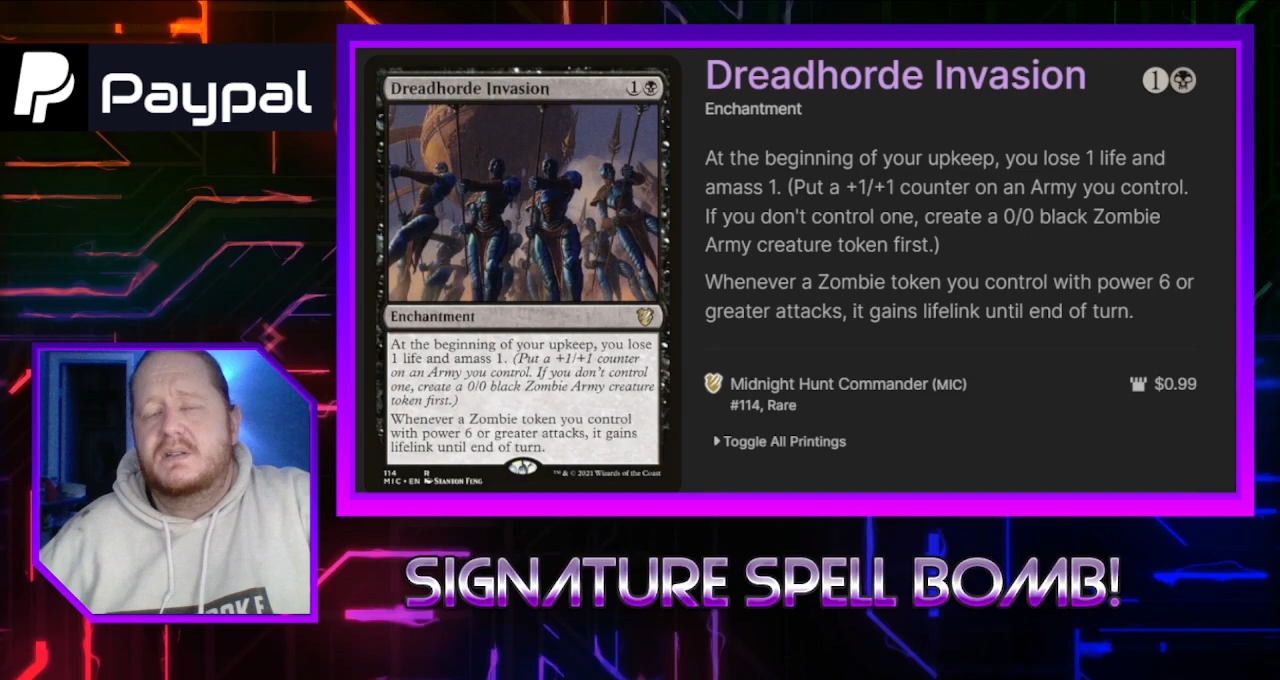 Paypal
Dreadhorde Invasion 1
Enchantment
At the beginning of your upkeep, you lose 1 life and
amass 1. (Put a +1/+1 counter on an Army you control.
If you don't control one, create a 0/0 black Zombie
Army creature token first.)
Whenever a Zombie token you control with power 6 or
greater attacks, it gains lifelink until end of turn.
Midnight Hunt Commander (MIC) $0.99
#114, Rare
Toggle All Printings
Dreadhorde Invasion 1
Enchantment
At the beginning of your upkeep, you lose
1 life and amass 1. (Put a +1/+1 counter
on an Army you control. If you don't control
one, create a 0/0 black Zombie Army creature
token first.)
Whenever a Zombie token you control
with power 6 or greater attacks, it gains
lifelink until end of turn.
114 R
MIC • EN Standon Feng
™ & © 2021 Wizards of the Coast
SIGNATURE SPELL BOMB!